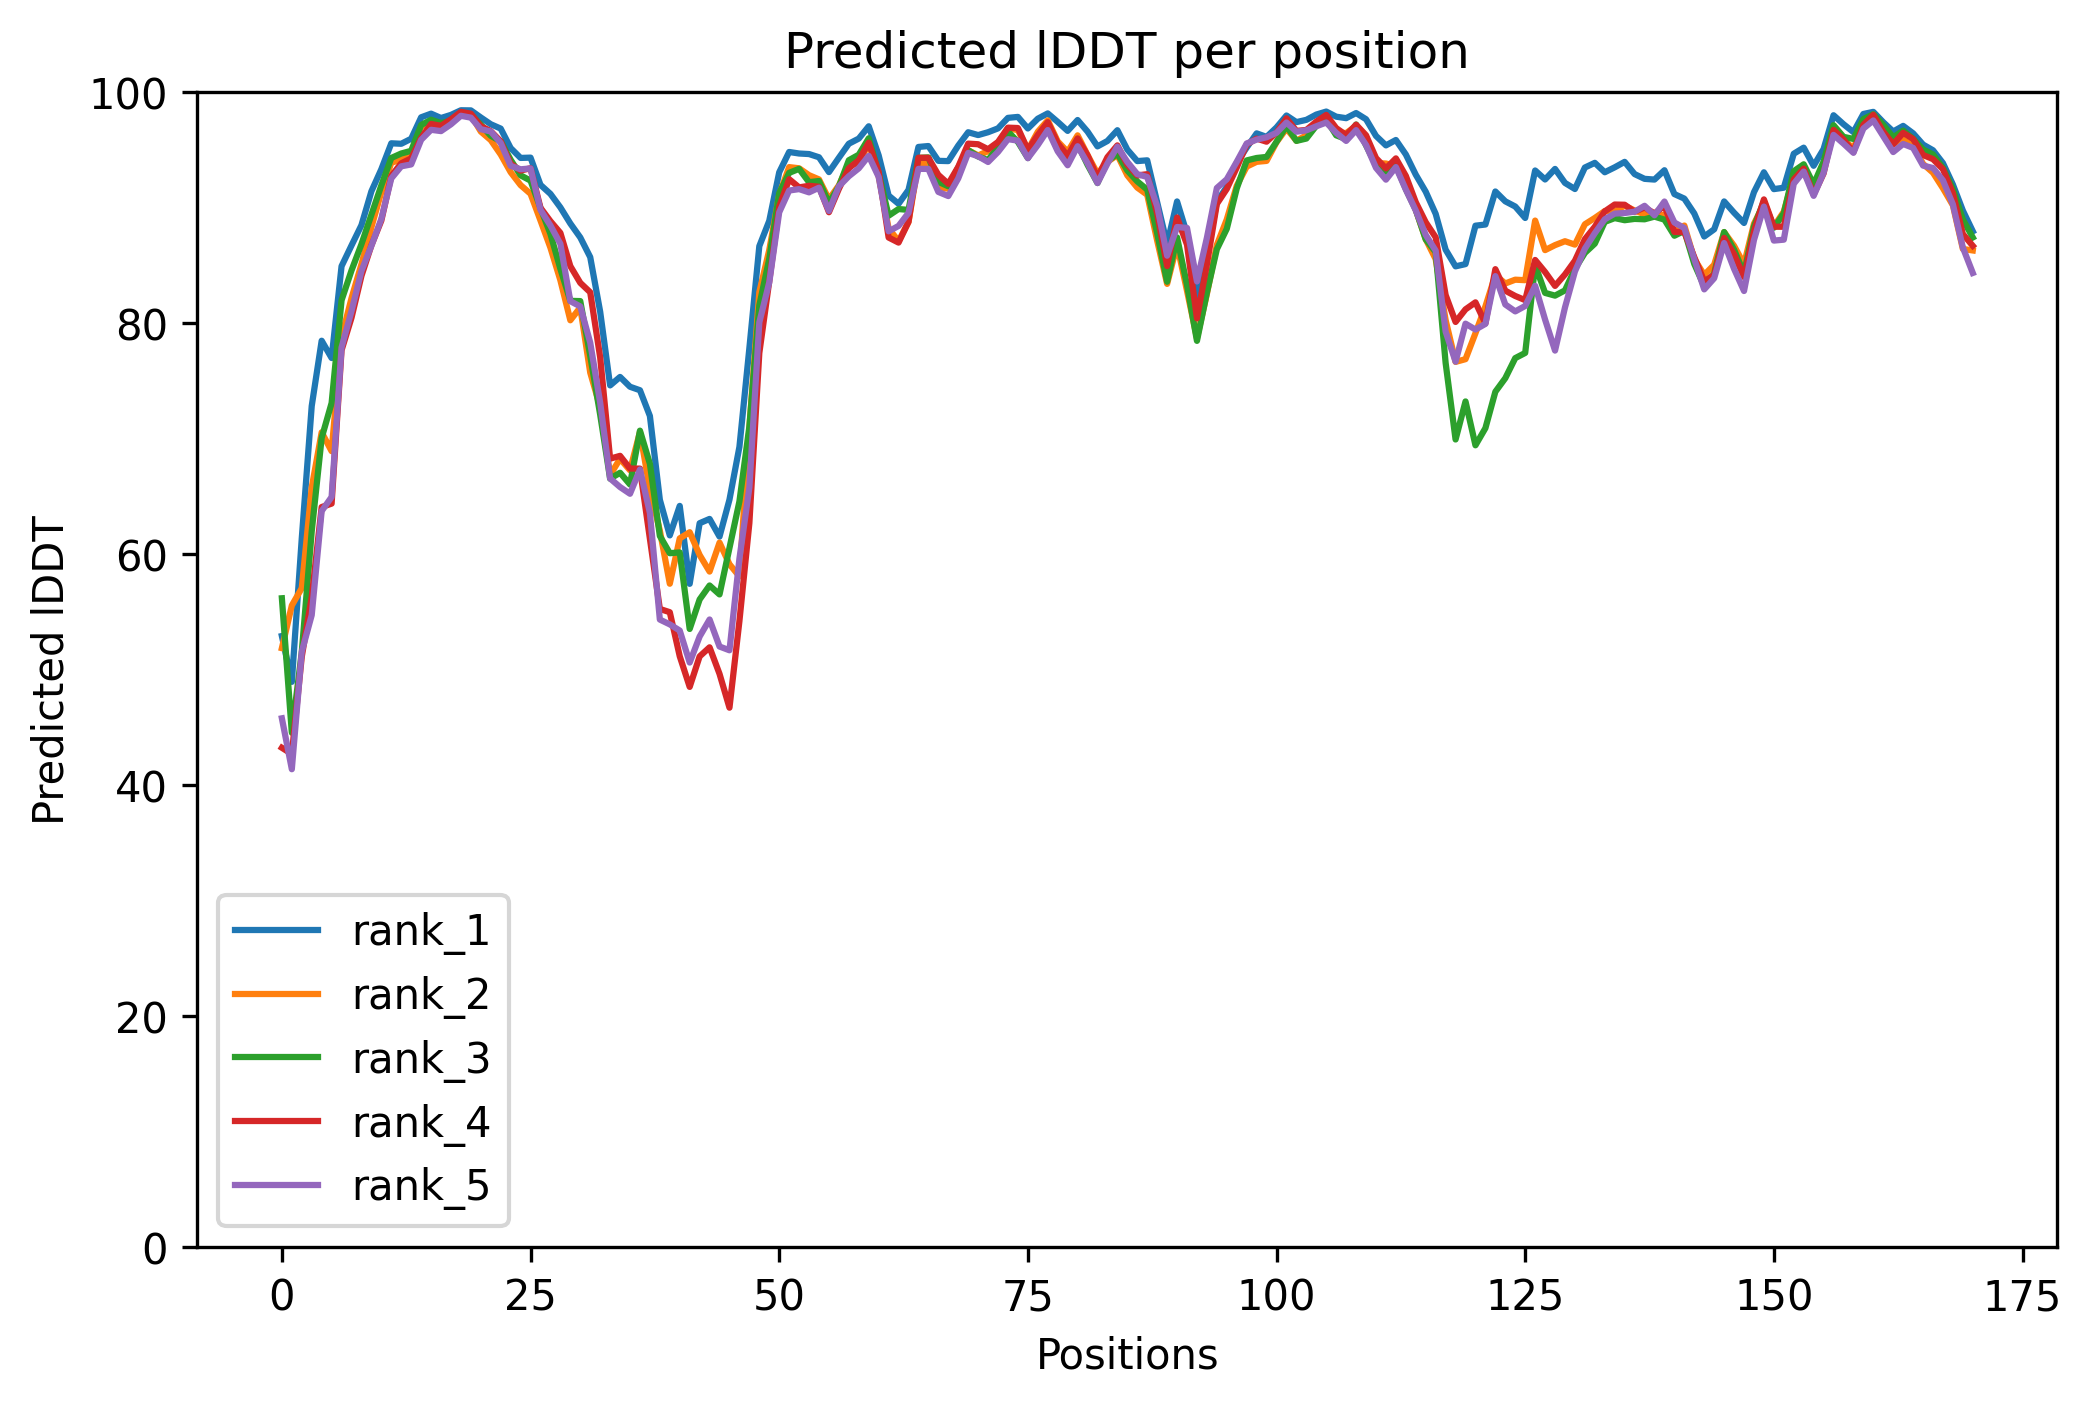 Predicted lDDT per position
100
80
60
40
20
0
Predicted lDDT
rank_1
rank_2
rank_3
rank_4
rank_5
0 25 50 75 100 125 150 175
Positions